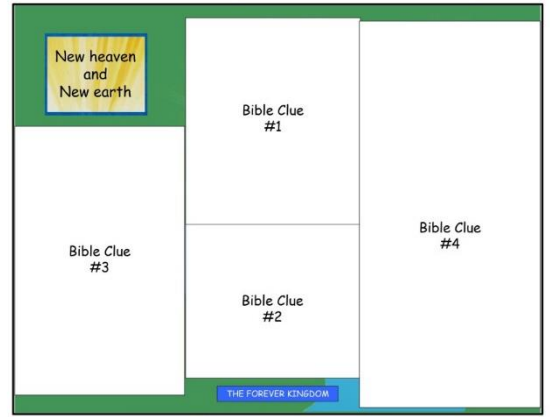 New heaven
and
New earth
Bible Clue
#1
Bible Clue
#2
Bible Clue
#3
Bible Clue
#4
THE FOREVER KINGDOM